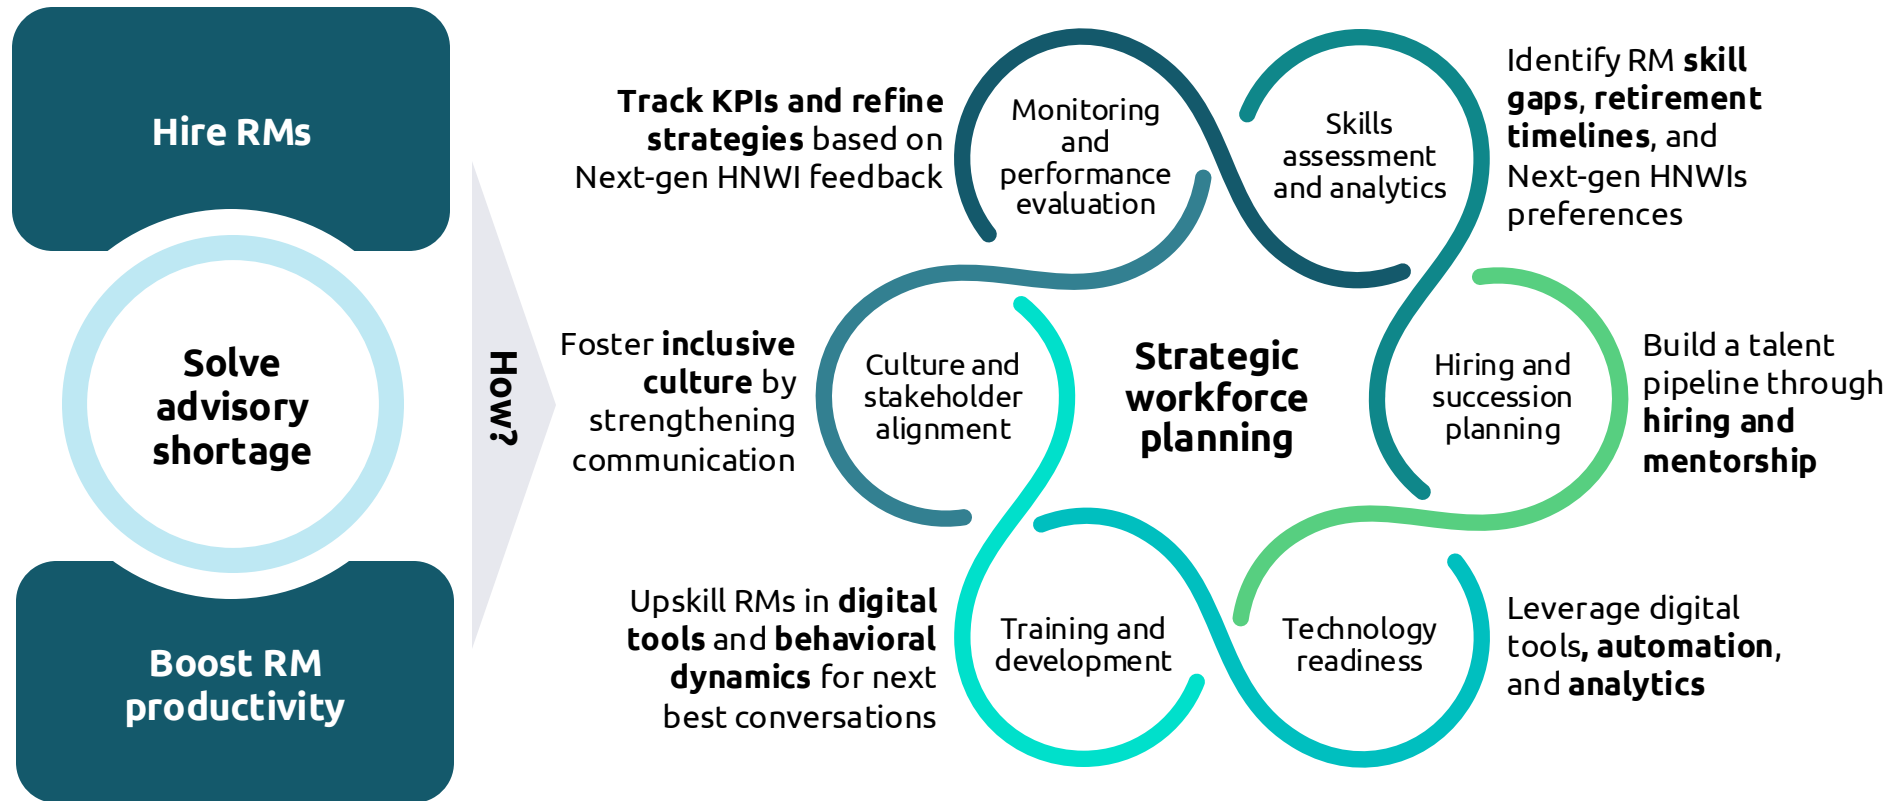 Hire RMs
Solve
advisory
shortage
Boost RM
productivity
How?
Track KPIs and refine
strategies based on
Next-gen HNWI feedback
Monitoring
and
performance
evaluation
Skills
assessment
and analytics
Identify RM skill
gaps, retirement
timelines, and
Next-gen HNWIs
preferences
Foster inclusive
culture by
strengthening
communication
Culture and
stakeholder
alignment
Strategic
workforce
planning
Hiring and
succession
planning
Build a talent
pipeline through
hiring and
mentorship
Upskill RMs in digital
tools and behavioral
dynamics for next
best conversations
Training and
development
Technology
readiness
Leverage digital
tools, automation,
and analytics